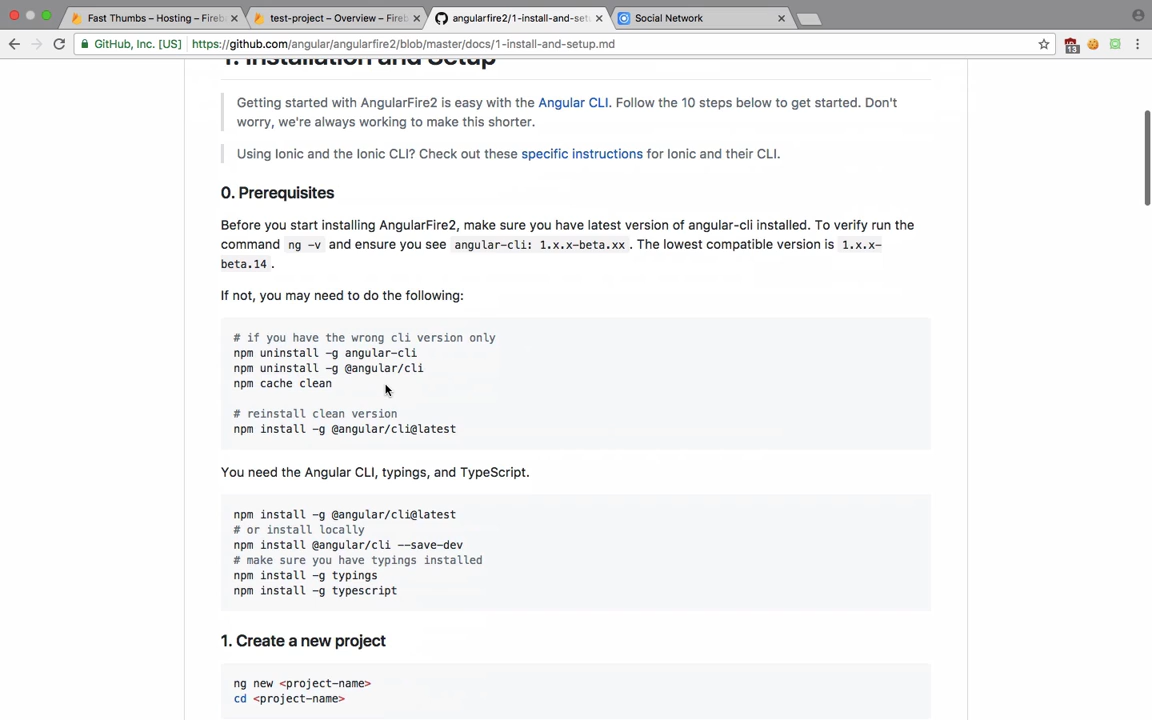 Fast Thumbs – Hosting – Fireb
test-project – Overview – Fireb
angularfire2/1-install-and-set
Social Network
GitHub, Inc. [US]
https://github.com/angular/angularfire2/blob/master/docs/1-install-and-setup.md
13
1. Installation and Setup
Getting started with AngularFire2 is easy with the Angular CLI. Follow the 10 steps below to get started. Don't
worry, we're always working to make this shorter.
Using Ionic and the Ionic CLI? Check out these specific instructions for Ionic and their CLI.
0. Prerequisites
Before you start installing AngularFire2, make sure you have latest version of angular-cli installed. To verify run the
command ng -v and ensure you see angular-cli: 1.x.x-beta.xx . The lowest compatible version is 1.x.x-
beta.14 .
If not, you may need to do the following:
# if you have the wrong cli version only
npm uninstall -g angular-cli
npm uninstall -g @angular/cli
npm cache clean
# reinstall clean version
npm install -g @angular/cli@latest
You need the Angular CLI, typings, and TypeScript.
npm install -g @angular/cli@latest
# or install locally
npm install @angular/cli --save-dev
# make sure you have typings installed
npm install -g typings
npm install -g typescript
1. Create a new project
ng new <project-name>
cd <project-name>